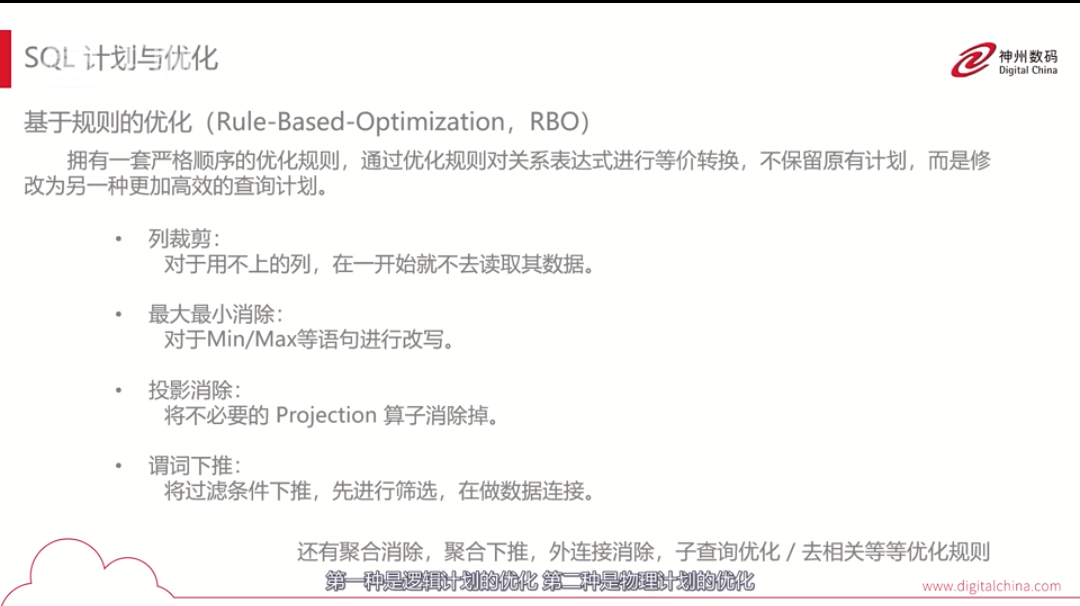 SQL 计划与优化
神州数码
Digital China
基于规则的优化（Rule-Based-Optimization，RBO）
拥有一套严格顺序的优化规则，通过优化规则对关系表达式进行等价转换，不保留原有计划，而是修
改为另一种更加高效的查询计划。
• 列裁剪：
对于用不上的列，在一开始就不去读取其数据。
• 最大最小消除：
对于Min/Max等语句进行改写。
• 投影消除：
将不必要的 Projection 算子消除掉。
• 谓词下推：
将过滤条件下推，先进行筛选，在做数据连接。
还有聚合消除，聚合下推，外连接消除，子查询优化 / 去相关等等优化规则
第一种是逻辑计划的优化 第二种是物理计划的优化
www.digitalchina.com